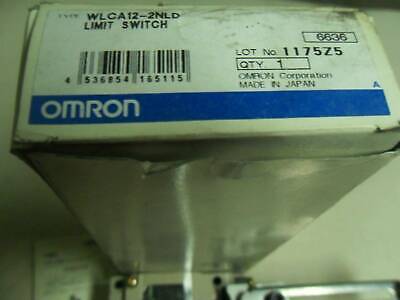 TYPE WLCA12-2NLD
LIMIT SWITCH
6636
LOT No. 1175Z5
QTY. 1
4 536854 165115
OMRON Corporation
MADE IN JAPAN
A
OMRON